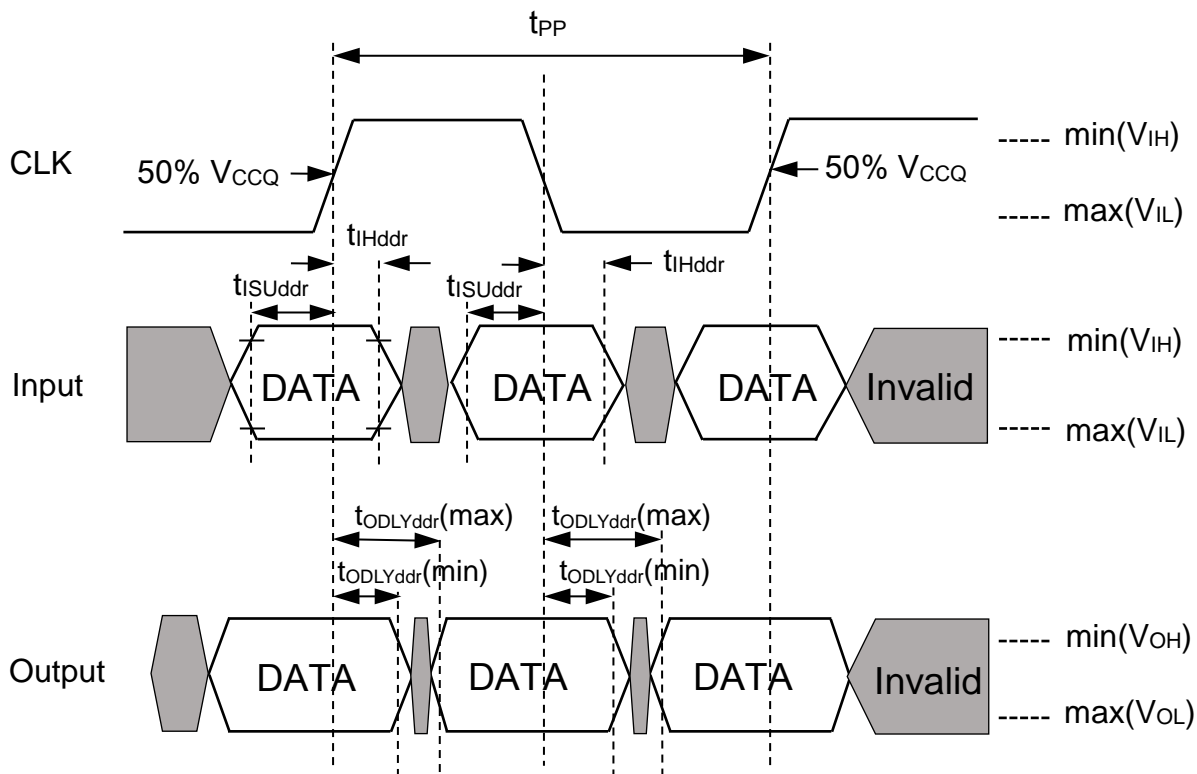 tPP
CLK
50% VCCQ
50% VCCQ
min(VIH)
max(VIL)
tIHddr
tIHddr
tISUddr
tISUddr
Input
DATA
DATA
DATA
Invalid
min(VIH)
max(VIL)
tODLYddr(max)
tODLYddr(max)
tODLYddr(min)
tODLYddr(min)
Output
DATA
DATA
DATA
Invalid
min(VOH)
max(VOL)